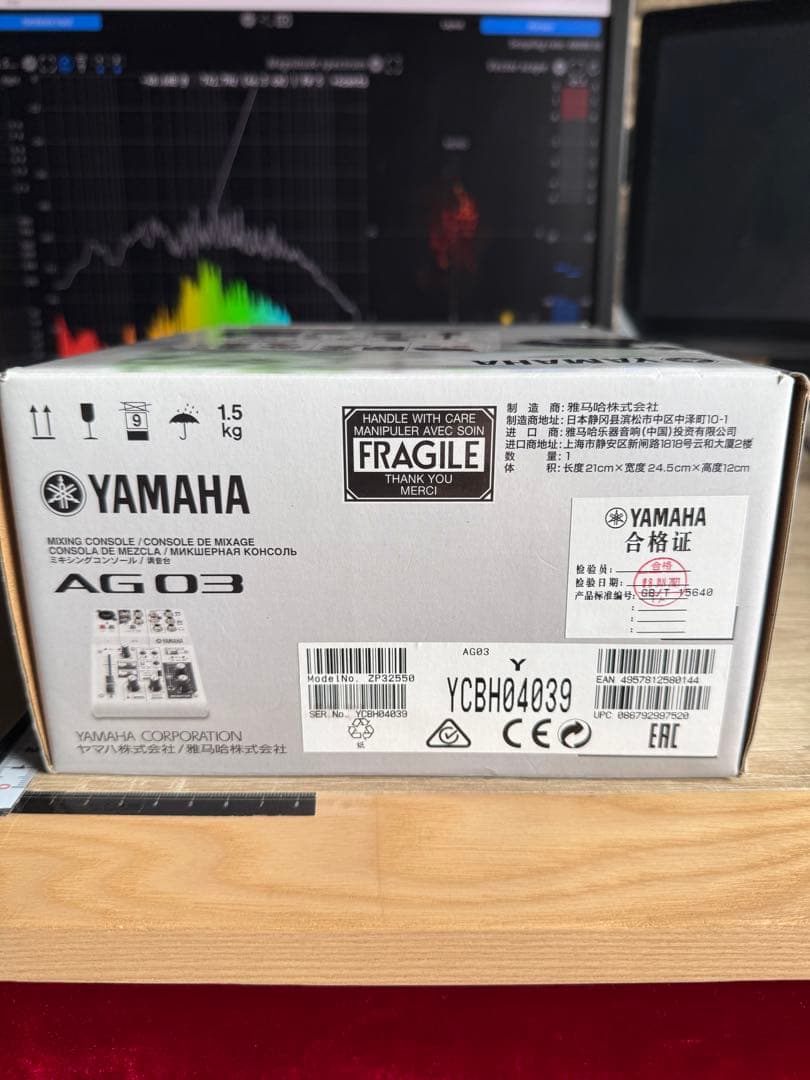 YAMAHA
9
1.5
kg
HANDLE WITH CARE
MANIPULER AVEC SOIN
FRAGILE
THANK YOU
MERCI
制 造 商: 雅马哈株式会社
制造商地址: 日本静冈县滨松市中区中泽町10-1
进 口 商: 雅马哈乐器音响(中国)投资有限公司
进口商地址: 上海市静安区新闸路1818号云和大厦2楼
数 量: 1
体 积: 长度21cm×宽度24.5cm×高度12cm
YAMAHA
MIXING CONSOLE / CONSOLE DE MIXAGE
CONSOLA DE MEZCLA / МИКШЕРНАЯ КОНСОЛЬ
ミキシングコンソール / 调音台
AG03
YAMAHA CORPORATION
ヤマハ株式会社/雅马哈株式会社
YAMAHA
合格证
检验员:
合格
检验日期:
产品标准编号: GB/T 15640
AG03
Y
YCBH04039
ModelNo. ZP32550
SER.No. YCBH04039
紙
CE
EAN 4957812580144
UPC 086792997520
EAC